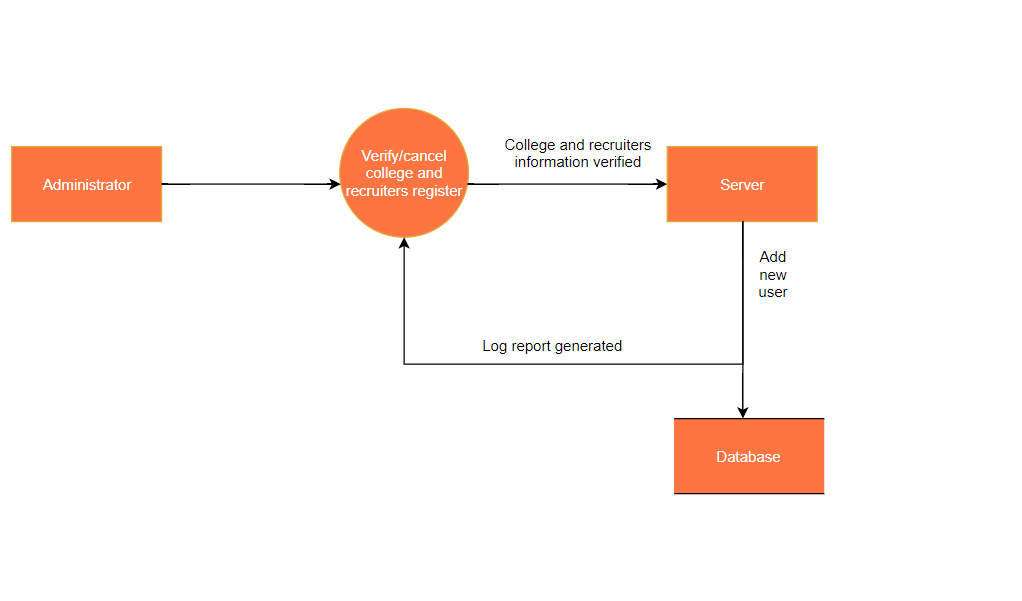 Administrator
Verify/cancel
college and
recruiters register
College and recruiters
information verified
Server
Add
new
user
Log report generated
Database